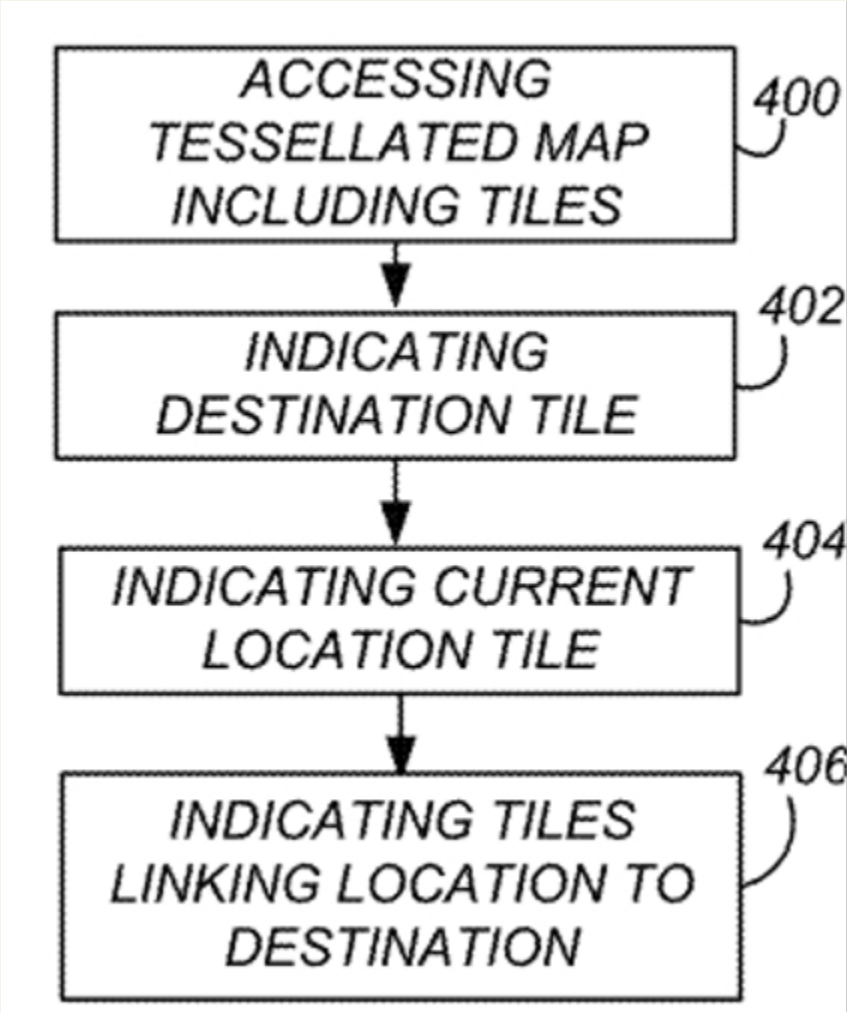 ACCESSING
TESSELLATED MAP
INCLUDING TILES
400
INDICATING
DESTINATION TILE
402
INDICATING CURRENT
LOCATION TILE
404
INDICATING TILES
LINKING LOCATION TO
DESTINATION
406